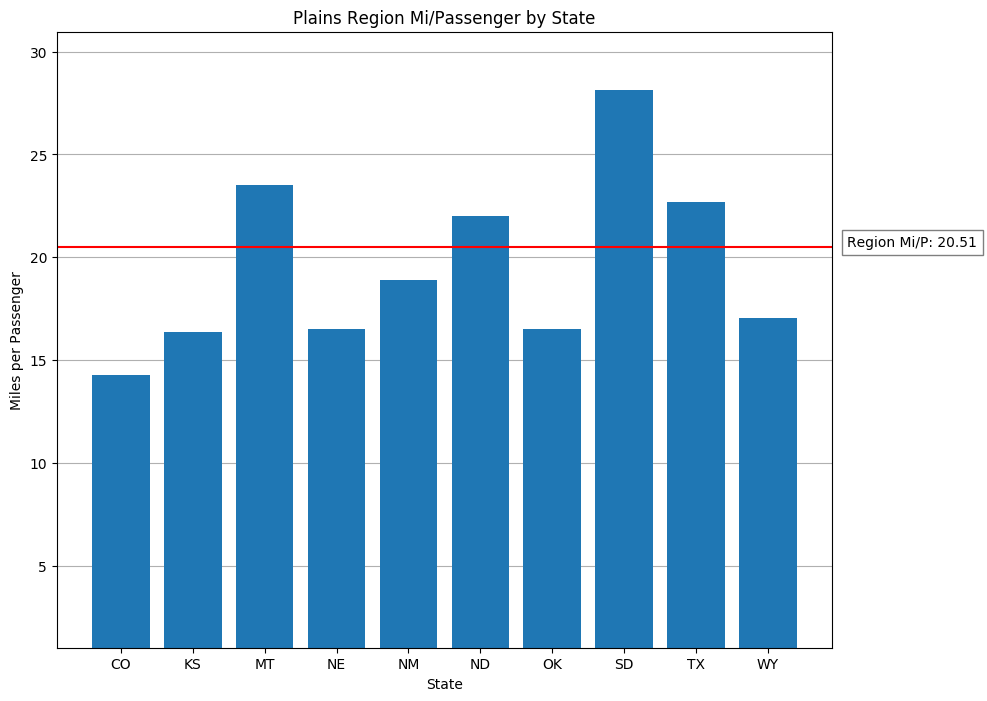 Plains Region Mi/Passenger by State
30
25
20
15
10
5
Miles per Passenger
Region Mi/P: 20.51
CO KS MT NE NM ND OK SD TX WY
State